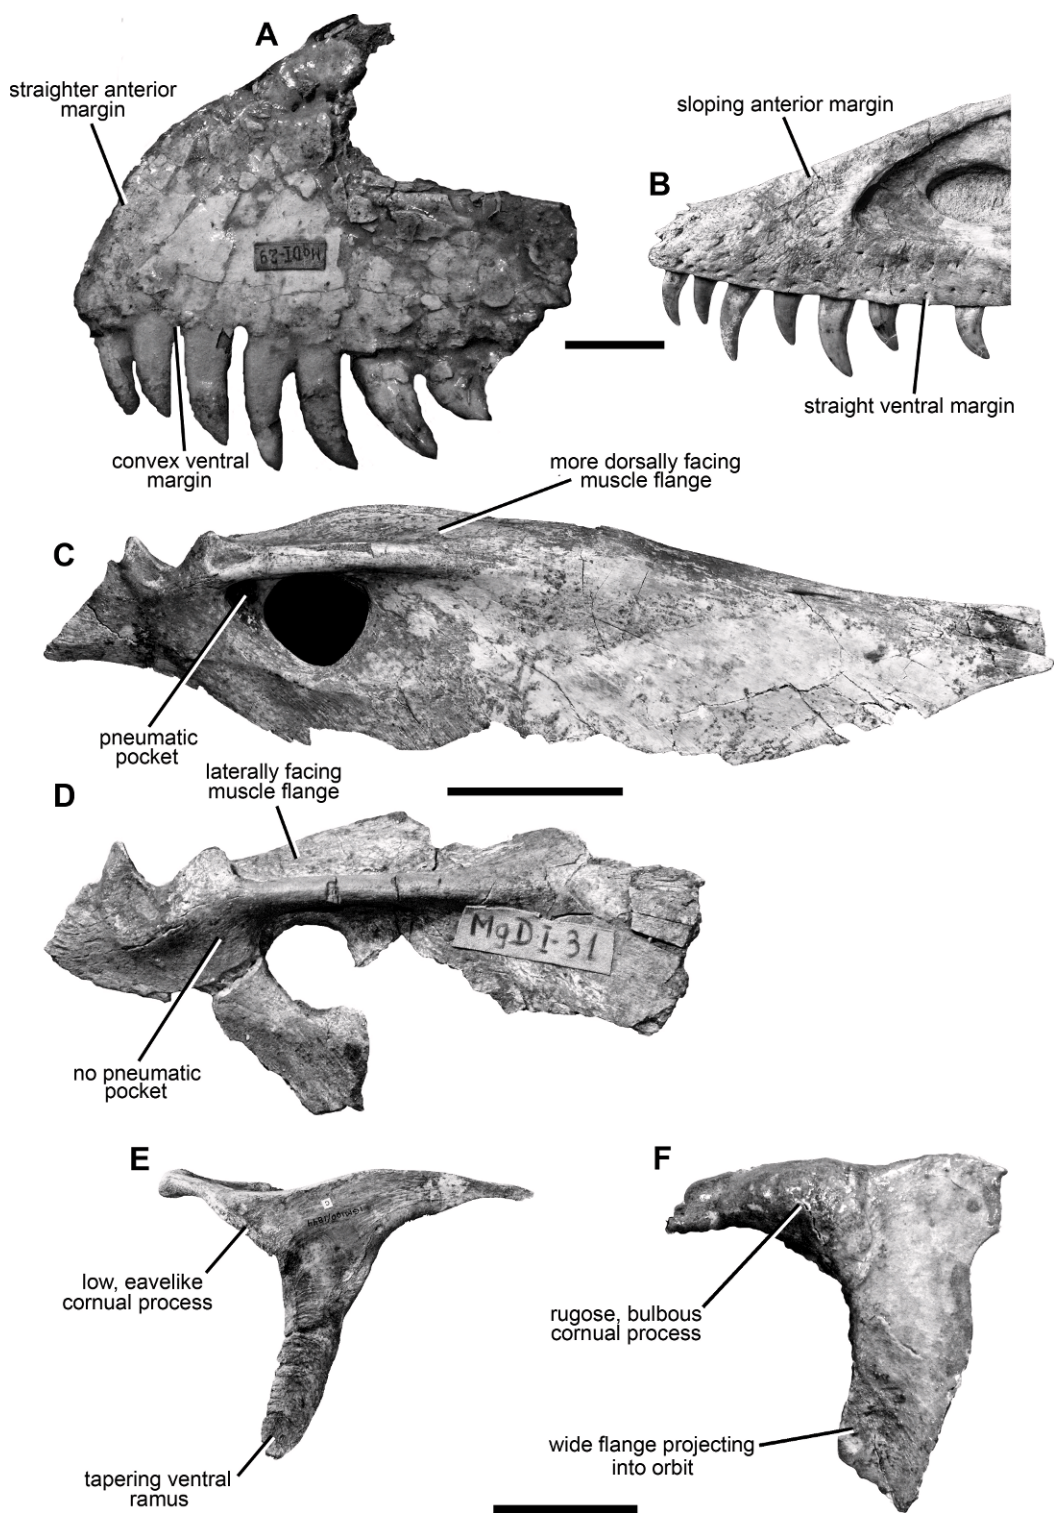 A
straighter anterior
margin
sloping anterior margin
B
MgDI-29
straight ventral margin
convex ventral
margin
more dorsally facing
muscle flange
C
pneumatic
pocket
laterally facing
muscle flange
D
MgD I-31
no pneumatic
pocket
E
F
low, eavelike
cornual process
rugose, bulbous
cornual process
wide flange projecting
into orbit
tapering ventral
ramus